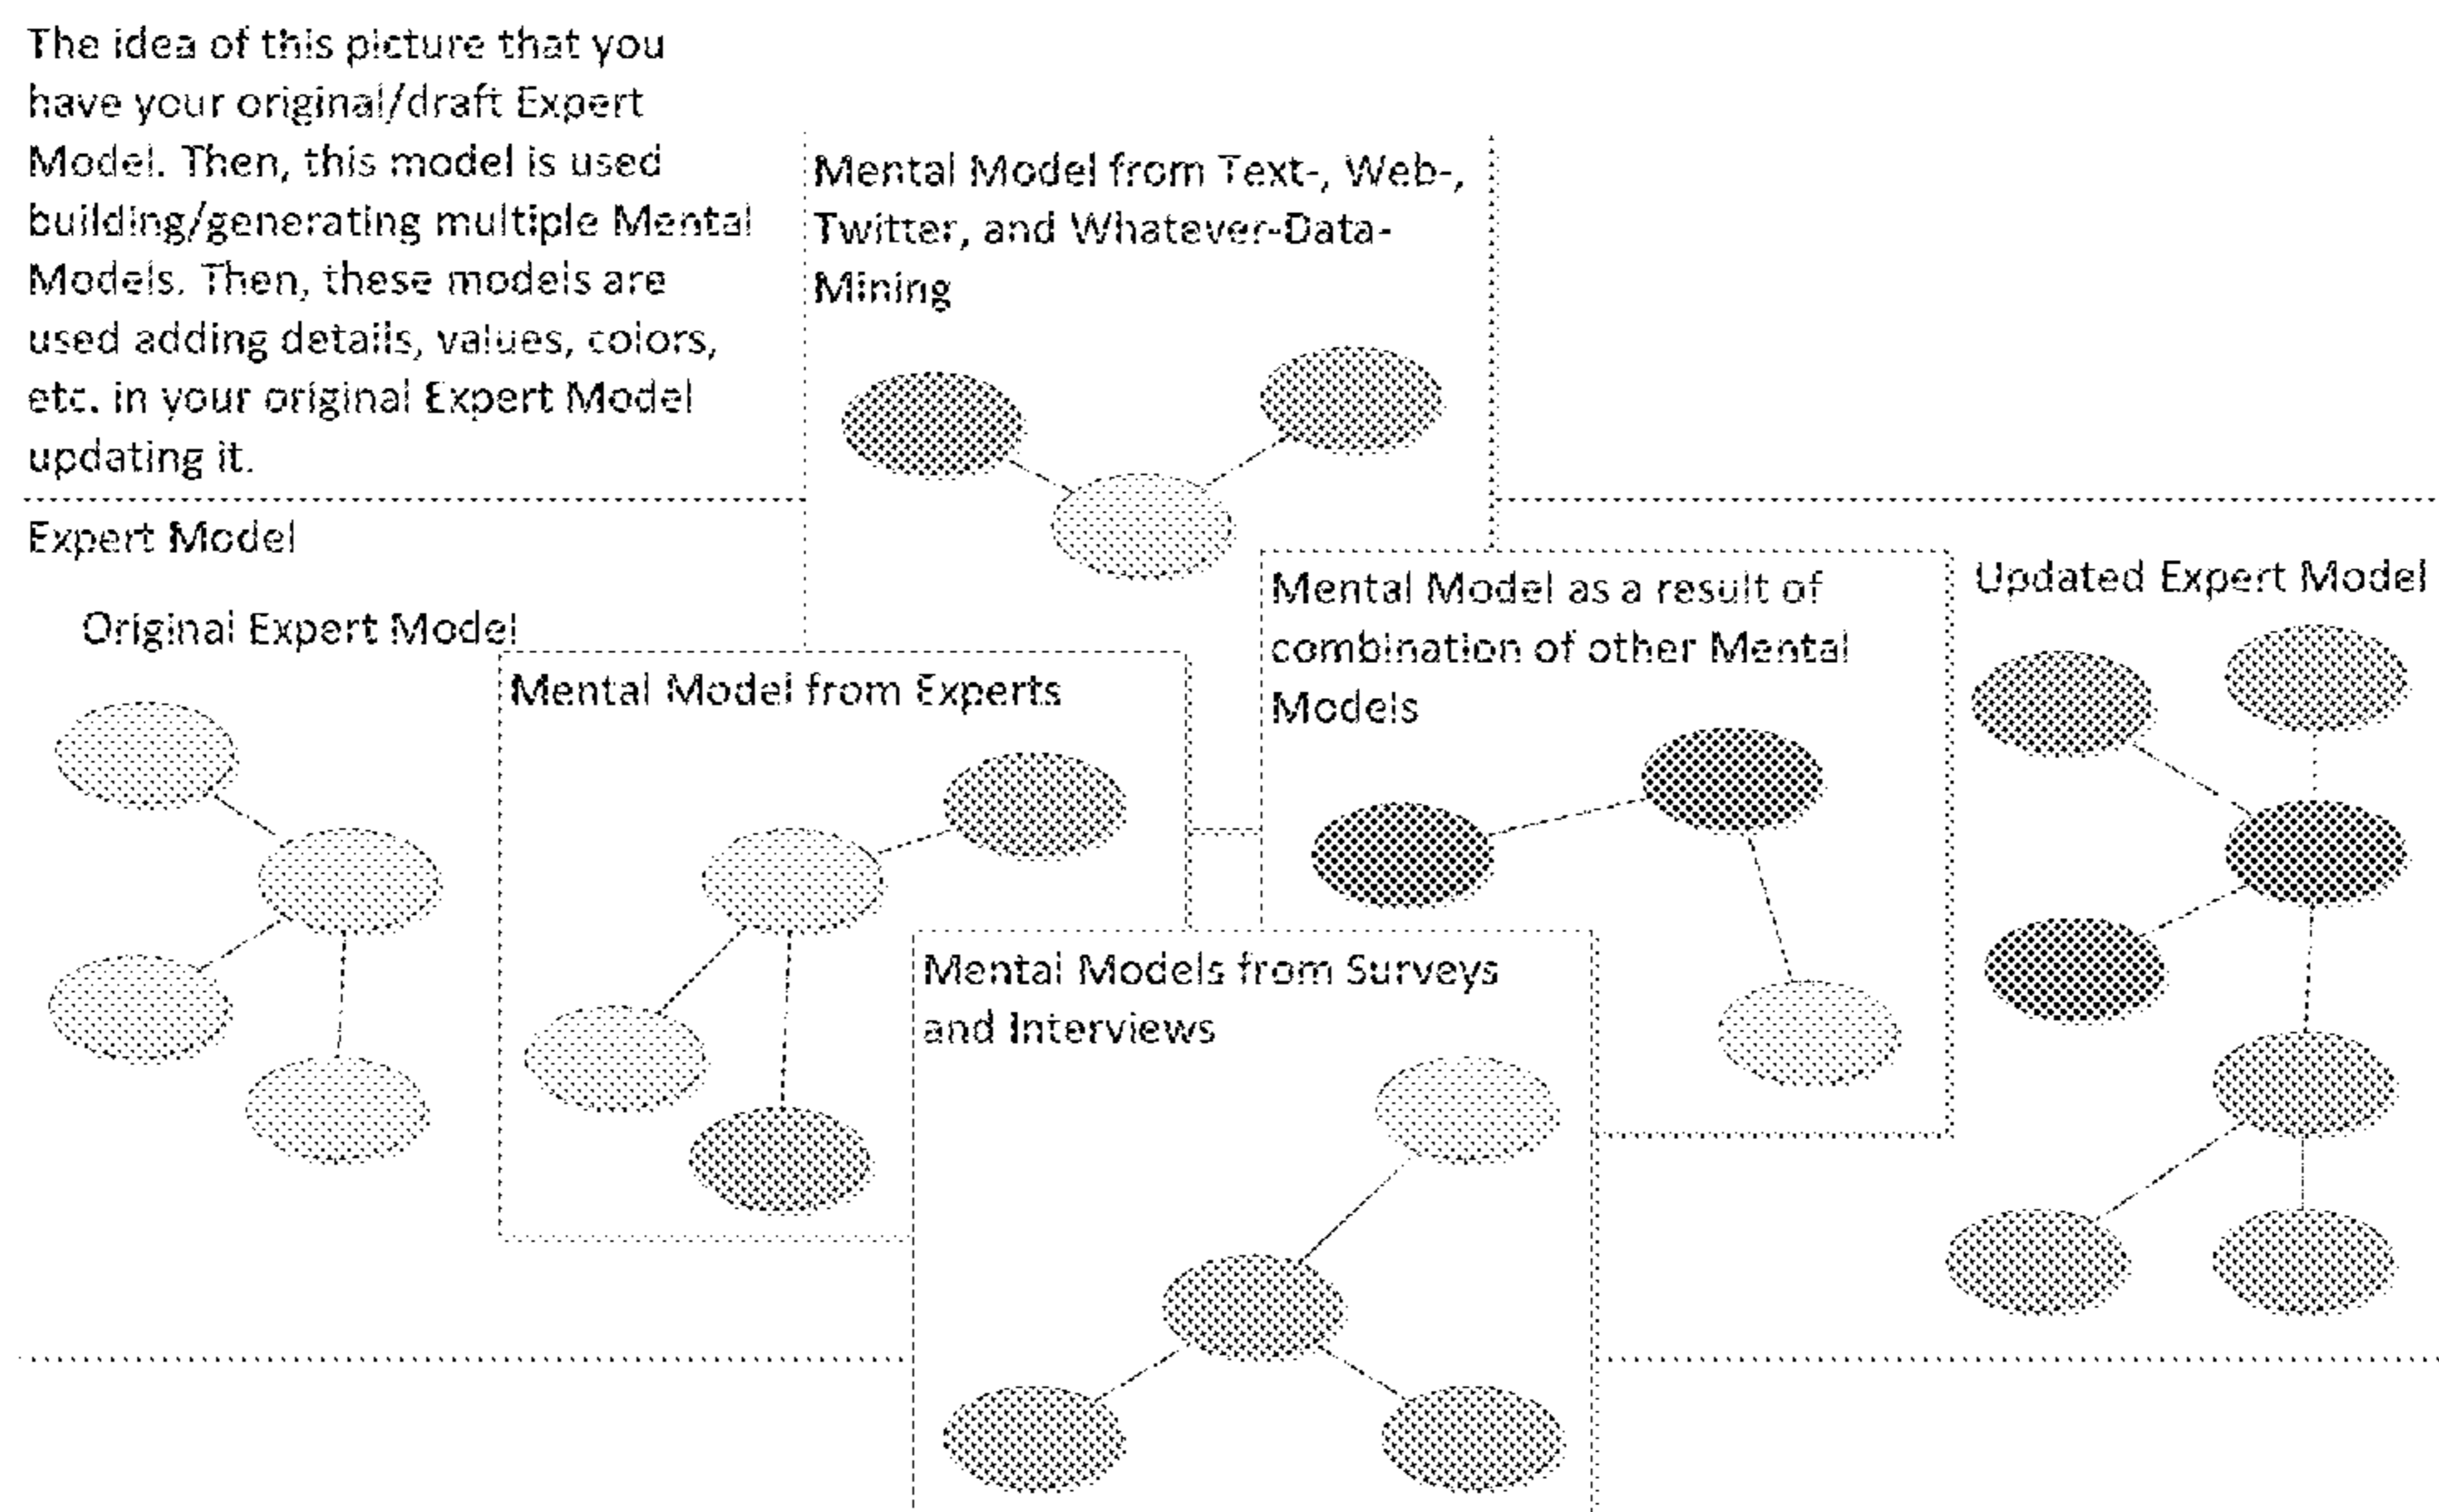 The idea of this picture that you
have your original/draft Expert
Model. Then, this model is used
building/generating multiple Mental
Models. Then, these models are
used adding details, values, colors,
etc. in your original Expert Model
updating it.
Mental Model from Text-, Web-,
Twitter, and Whatever-Data-
Mining
Expert Model
Original Expert Model
Mental Model from Experts
Mental Model as a result of
combination of other Mental
Models
Updated Expert Model
Mental Models from Surveys
and Interviews